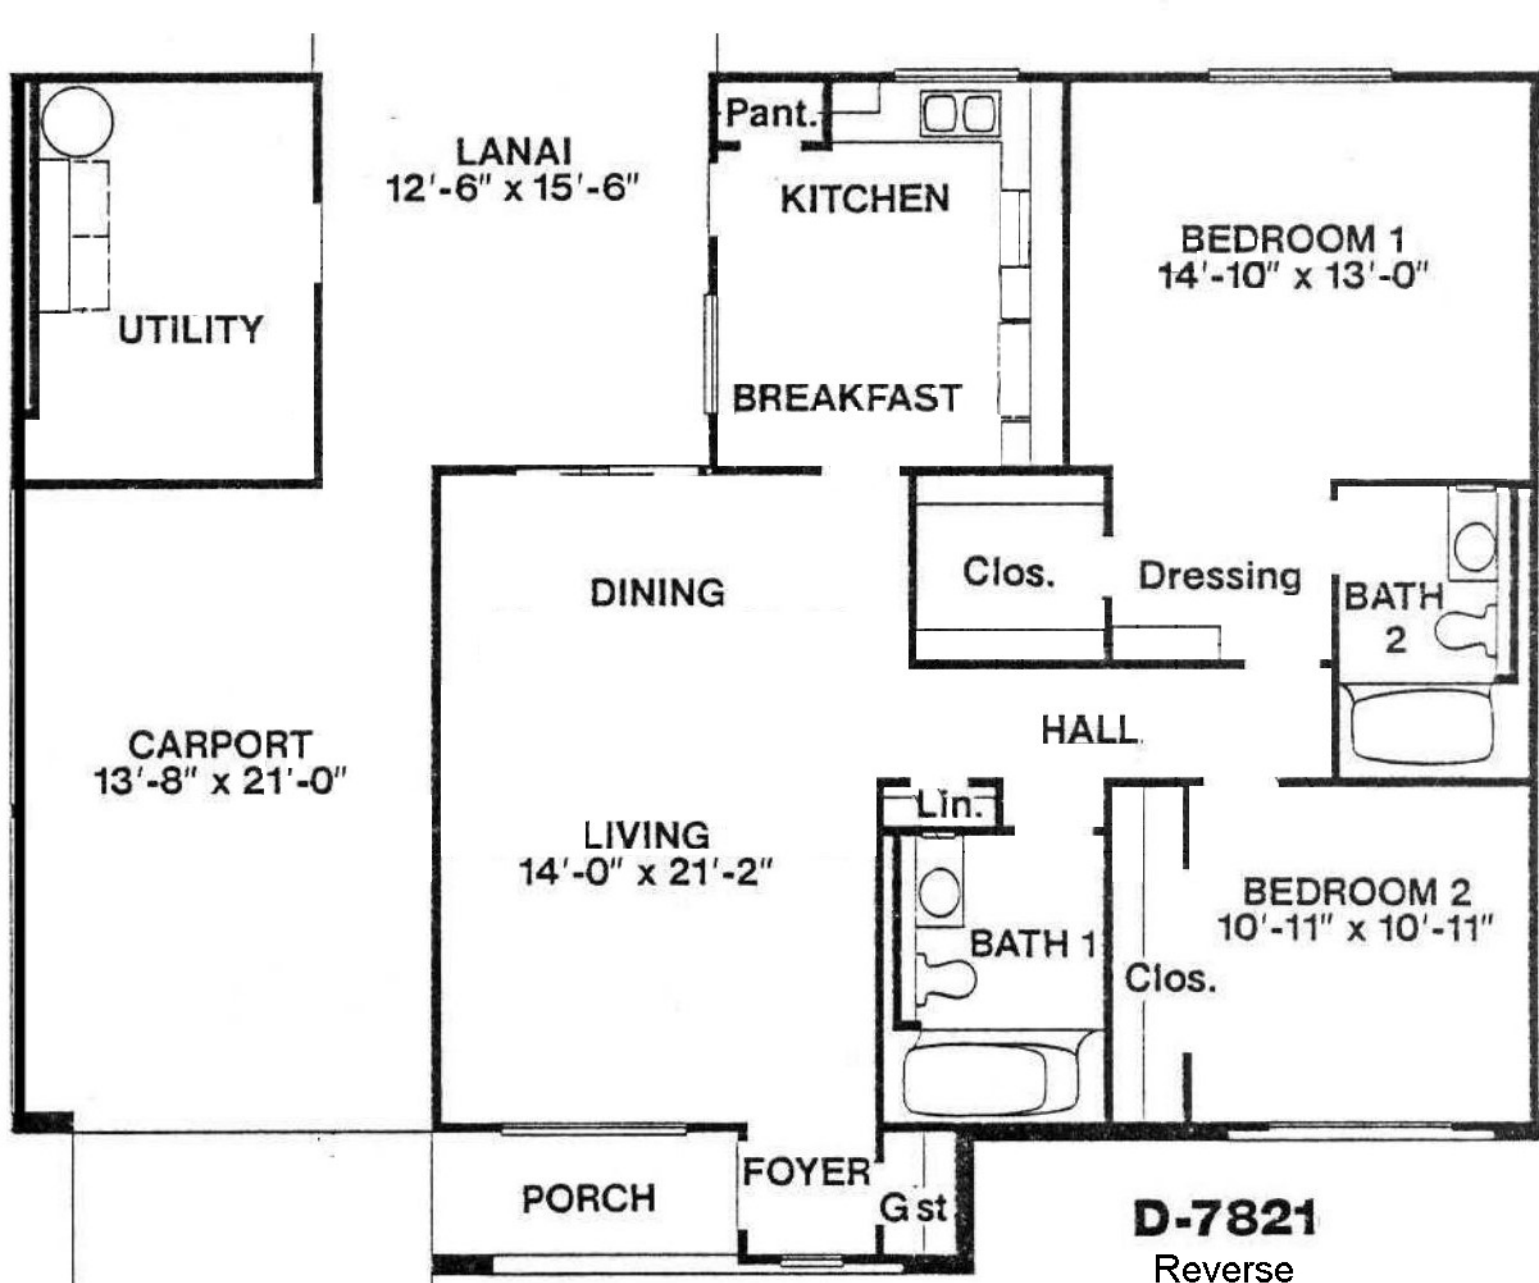 Pant.
LANAI
12'-6" x 15'-6"
KITCHEN
BEDROOM 1
14'-10" x 13'-0"
UTILITY
BREAKFAST
DINING
Clos.
Dressing
BATH
2
CARPORT
13'-8" x 21'-0"
HALL
Lin.
LIVING
14'-0" x 21'-2"
BEDROOM 2
10'-11" x 10'-11"
BATH 1
Clos.
FOYER
PORCH
Gst
D-7821
Reverse